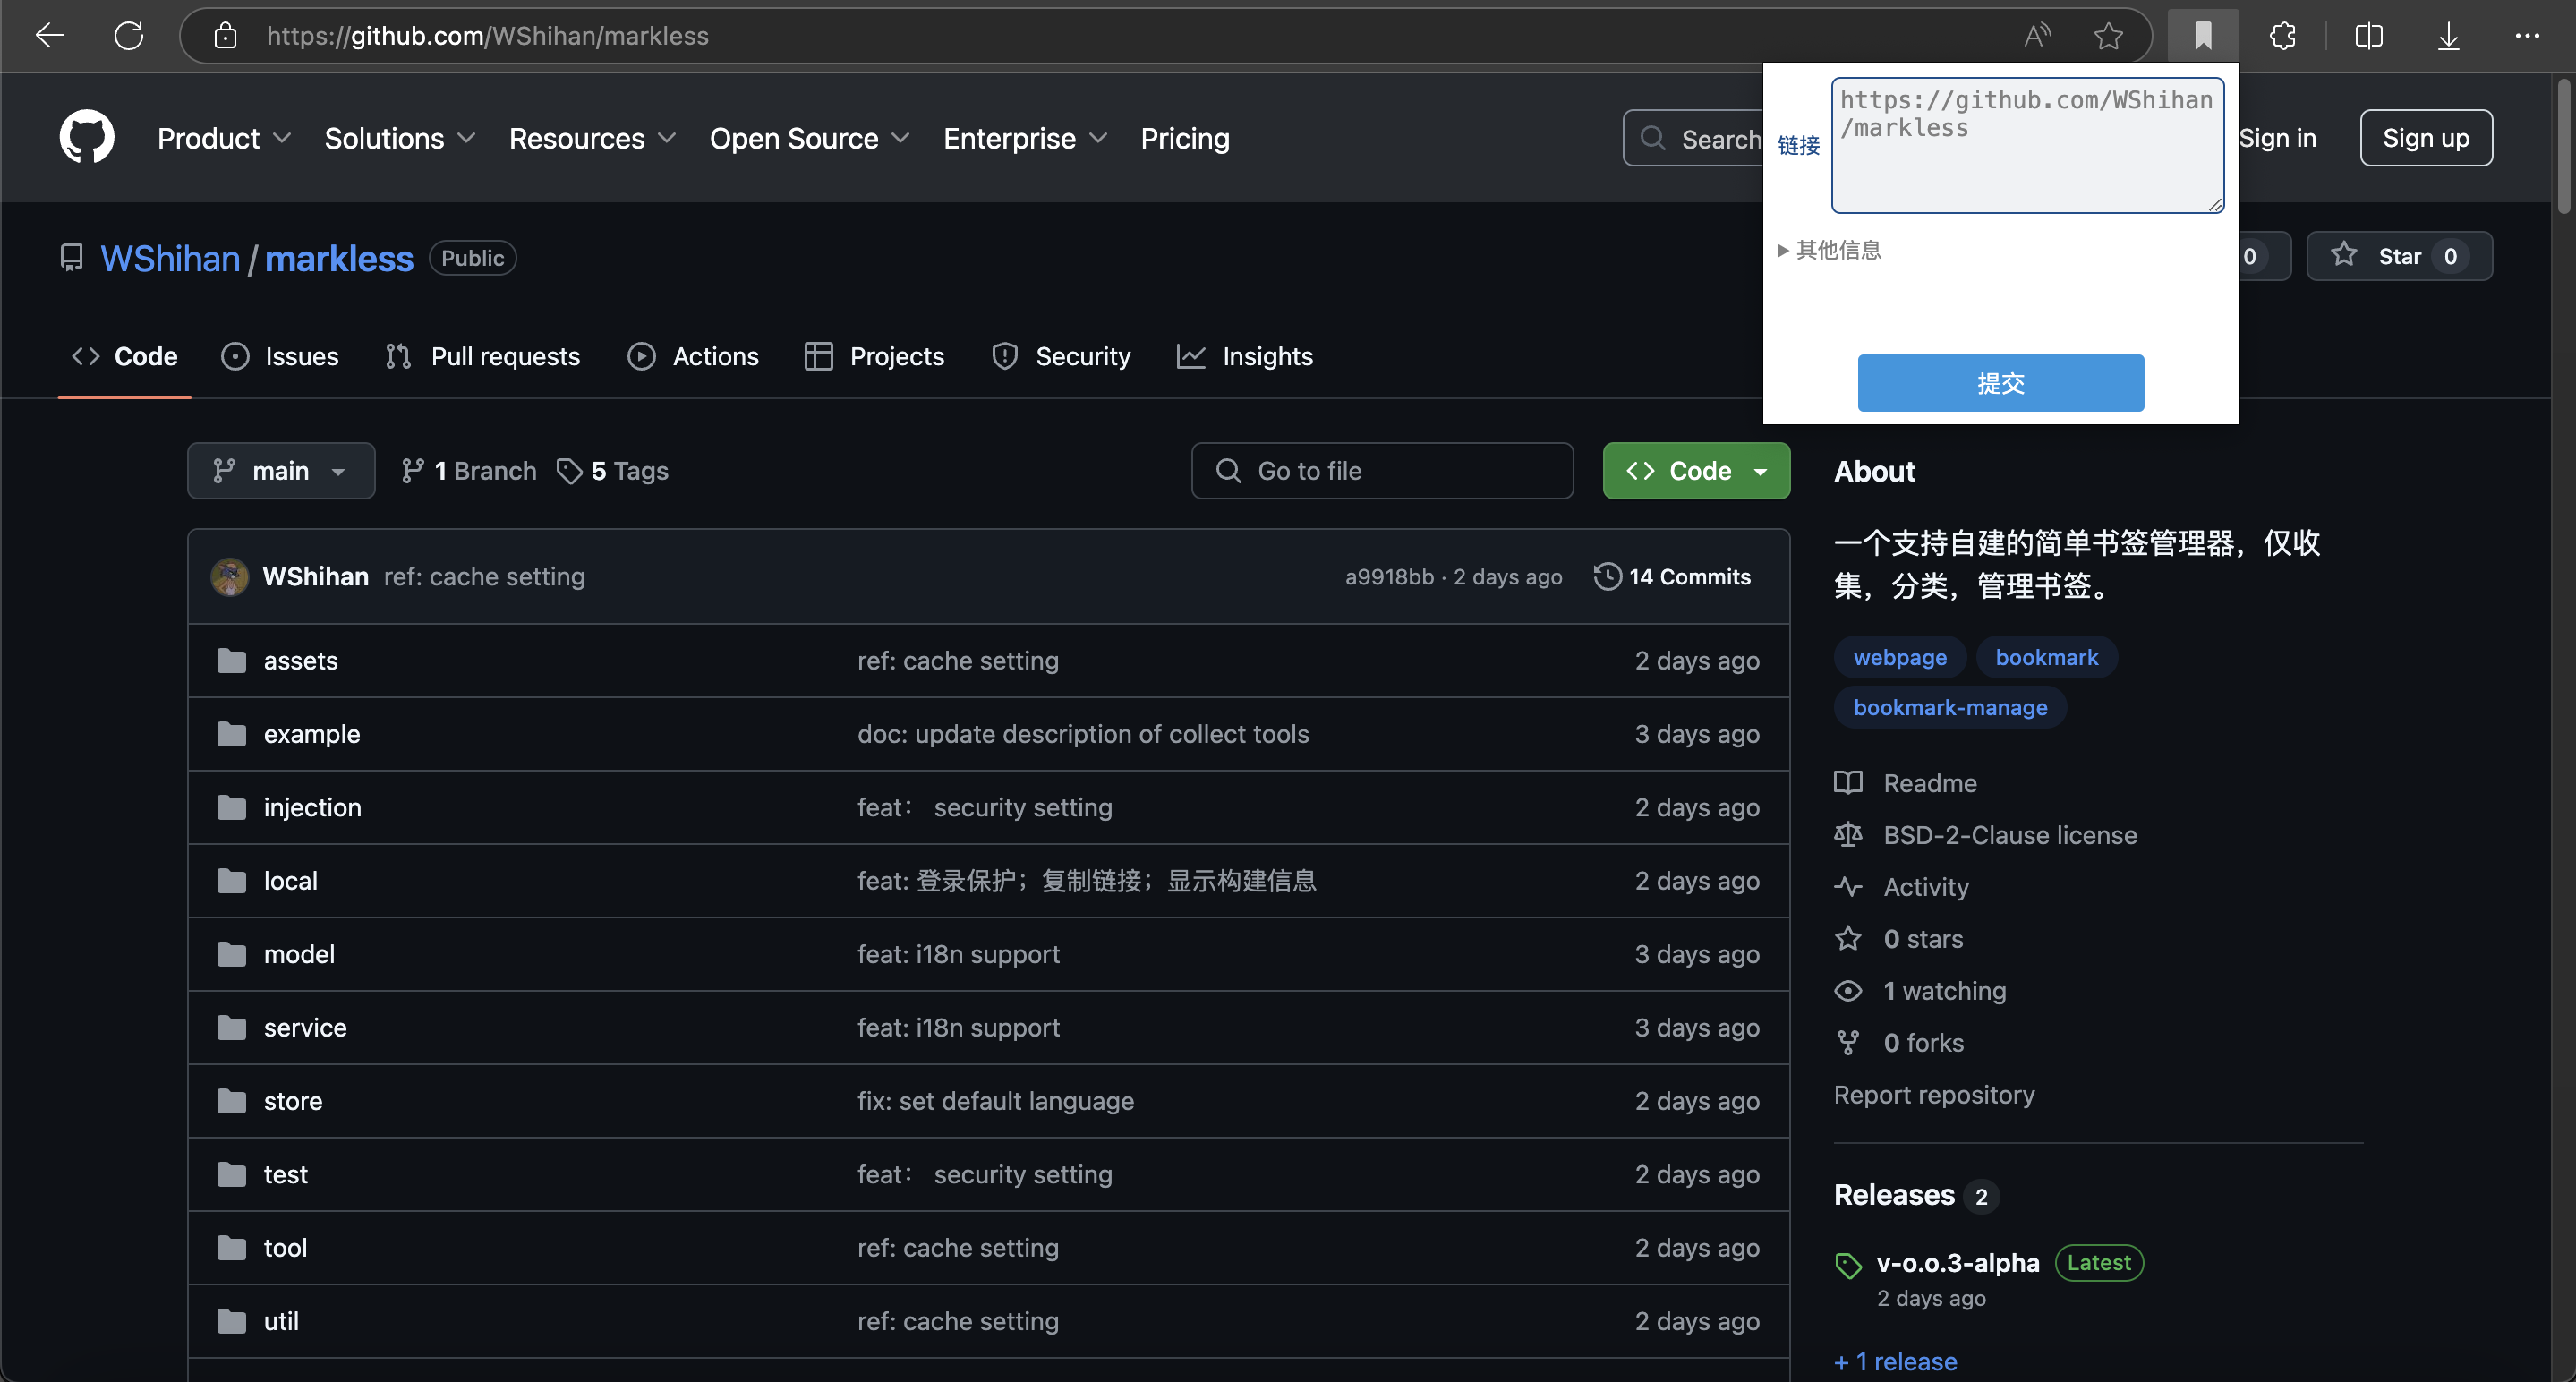 https://github.com/WShihan/markless
Product
Solutions
Resources
Open Source
Enterprise
Pricing
Search
Sign in
Sign up
链接
https://github.com/WShihan
/markless
其他信息
提交
WShihan / markless
Public
0
Star 0
Code
Issues
Pull requests
Actions
Projects
Security
Insights
main
1 Branch
5 Tags
Go to file
Code
WShihan ref: cache setting a9918bb · 2 days ago 14 Commits
assets ref: cache setting 2 days ago
example doc: update description of collect tools 3 days ago
injection feat： security setting 2 days ago
local feat: 登录保护；复制链接；显示构建信息 2 days ago
model feat: i18n support 3 days ago
service feat: i18n support 3 days ago
store fix: set default language 2 days ago
test feat： security setting 2 days ago
tool ref: cache setting 2 days ago
util ref: cache setting 2 days ago
About
一个支持自建的简单书签管理器，仅收
集，分类，管理书签。
webpage bookmark
bookmark-manage
Readme
BSD-2-Clause license
Activity
0 stars
1 watching
0 forks
Report repository
Releases 2
v-o.o.3-alpha Latest
2 days ago
+ 1 release